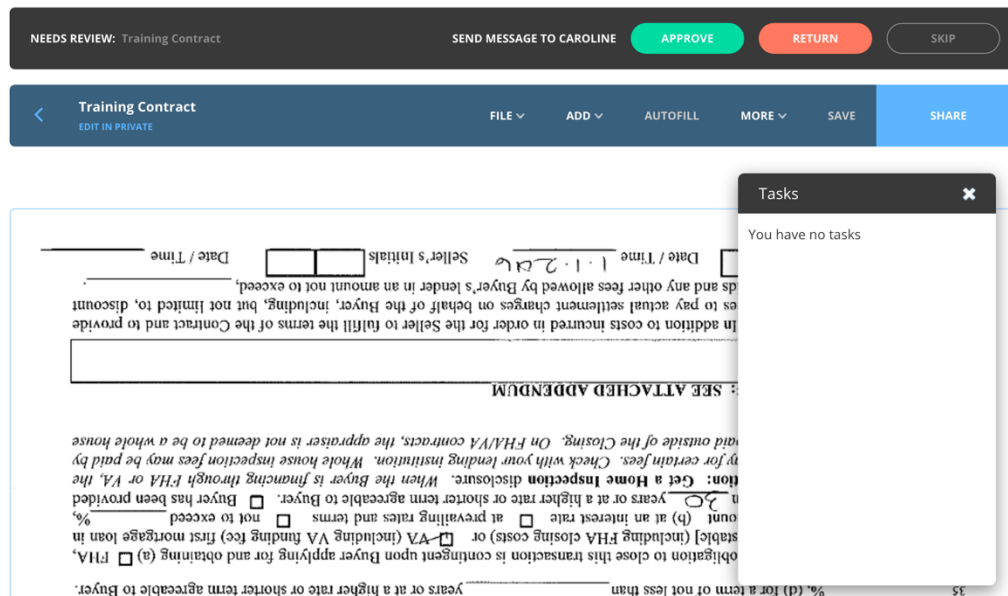 NEEDS REVIEW: Training Contract
SEND MESSAGE TO CAROLINE
APPROVE
RETURN
SKIP
Training Contract
EDIT IN PRIVATE
FILE
ADD
AUTOFILL
MORE
SAVE
SHARE
Tasks
You have no tasks
35 %, (d) for a term of not less than years or at a higher rate or shorter term agreeable to Buyer.
obligation to close this transaction is contingent upon Buyer applying for and obtaining (a) FHA,
(including FHA closing costs) or VA (including VA funding fee) first mortgage loan in
(b) at an interest rate at prevailing rates and terms not to exceed %,
30 years or at a higher rate or shorter term agreeable to Buyer. Buyer has been provided
Get a Home Inspection disclosure. When the Buyer is financing through FHA or VA, the
for certain fees. Check with your lending institution. Whole house inspection fees may be paid by
outside of the Closing. On FHA/VA contracts, the appraiser is not deemed to be a whole house
: SEE ATTACHED ADDENDUM
In addition to costs incurred in order for the Seller to fulfill the terms of the Contract and to provide
to pay actual settlement charges on behalf of the Buyer, including, but not limited to, discount
and any other fees allowed by Buyer's lender in an amount not to exceed,
Date / Time Seller's Initials Date / Time